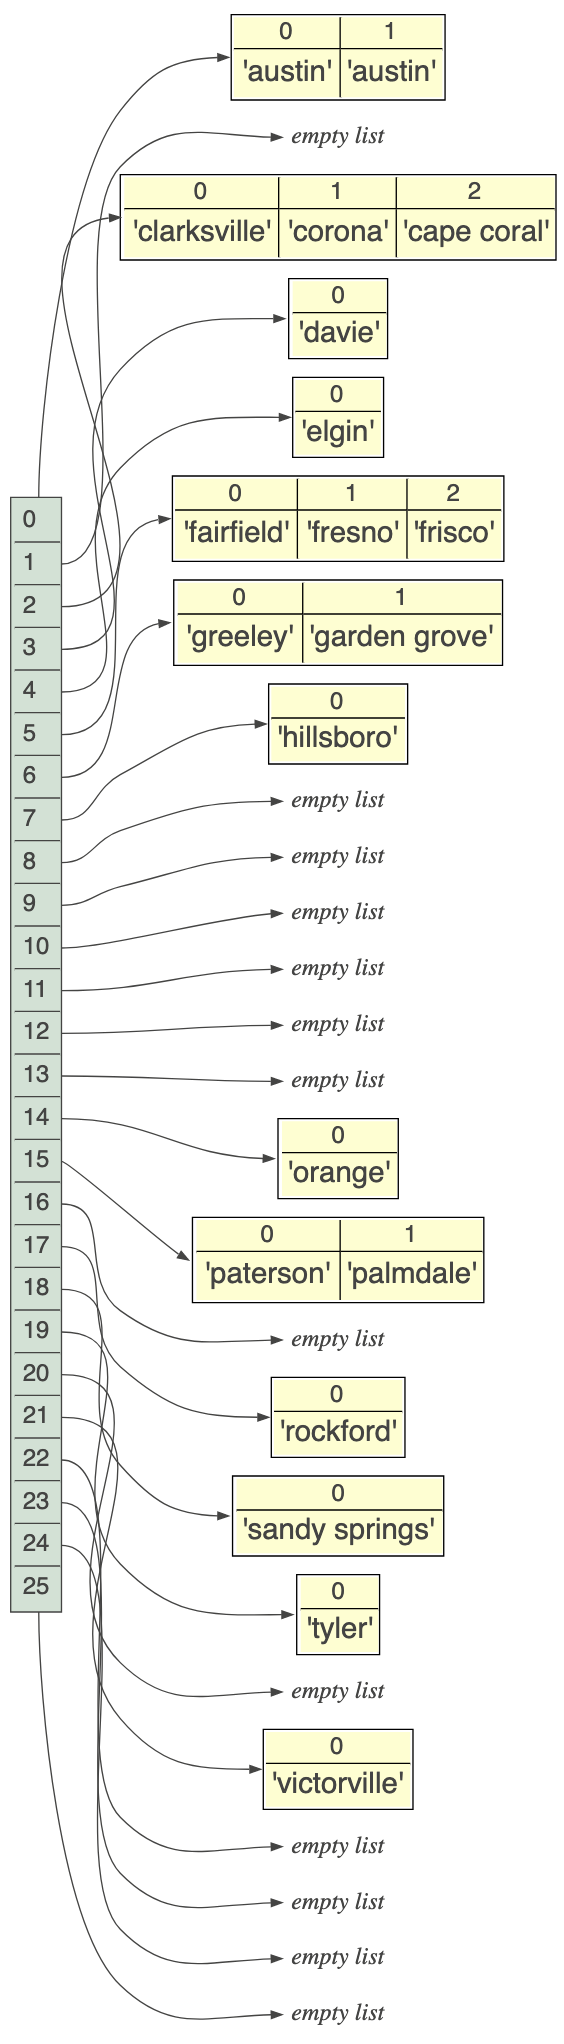 0 1
'austin' 'austin'
empty list
0 1 2
'clarksville' 'corona' 'cape coral'
0
'davie'
0
'elgin'
0 1 2
'fairfield' 'fresno' 'frisco'
0 1
'greeley' 'garden grove'
0
'hillsboro'
empty list
empty list
empty list
empty list
empty list
empty list
0
'orange'
0 1
'paterson' 'palmdale'
empty list
0
'rockford'
0
'sandy springs'
0
'tyler'
empty list
0
'victorville'
empty list
empty list
empty list
empty list
0
1
2
3
4
5
6
7
8
9
10
11
12
13
14
15
16
17
18
19
20
21
22
23
24
25